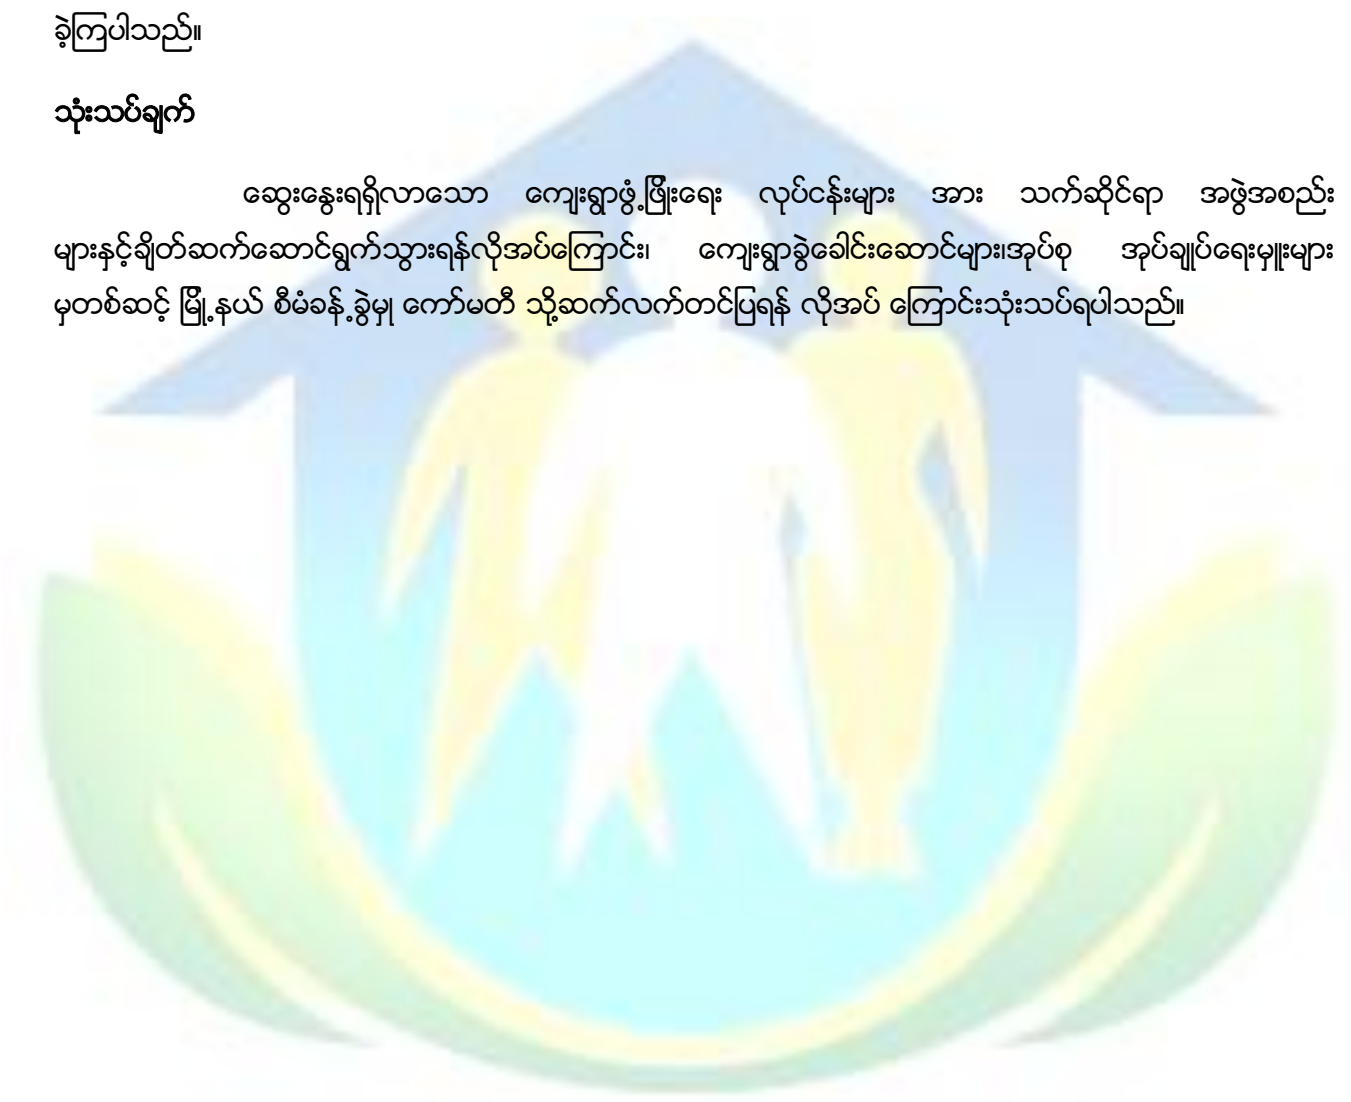 ခဲ့ကြပါသည်။
သုံးသပ်ချက်
ဆွေးနွေးရရှိလာသော ကျေးရွာဖွံ့ဖြိုးရေး လုပ်ငန်းများ အား သက်ဆိုင်ရာ အဖွဲအစည်း
များနှင့်ချိတ်ဆက်ဆောင်ရွက်သွားရန်လိုအပ်ကြောင်း၊ ကျေးရွာခွဲခေါင်းဆောင်များ၊အုပ်စု အုပ်ချုပ်ရေးမှူးများ
မှတစ်ဆင့် မြို့နယ် စီမံခန့်ခွဲမှု ကော်မတီ သို့ဆက်လက်တင်ပြရန် လိုအပ် ကြောင်းသုံးသပ်ရပါသည်။